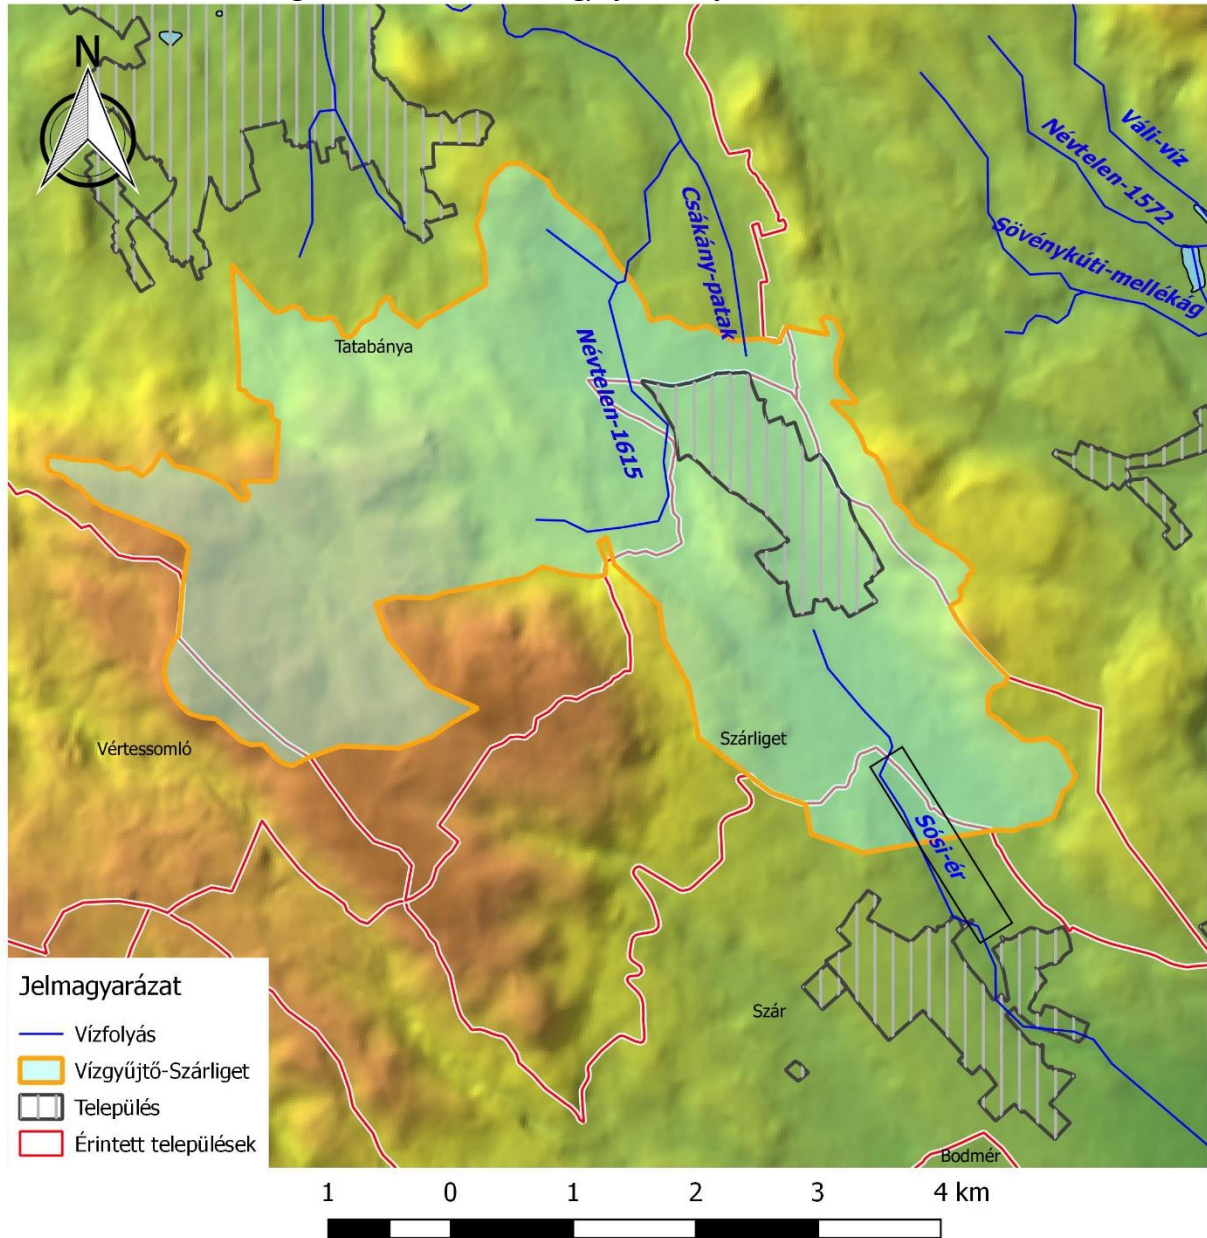 N
Váli-víz
Névtelen-1572
Sövénykúti-mellékág
Csákány-patak
Tatabánya
Névtelen-1615
Vértessomló
Szárliget
Sósi-ér
Szár
Bodmér
Jelmagyarázat
Vízfolyás
Vízgyűjtő-Szárliget
Település
Érintett települések
1 0 1 2 3 4 km